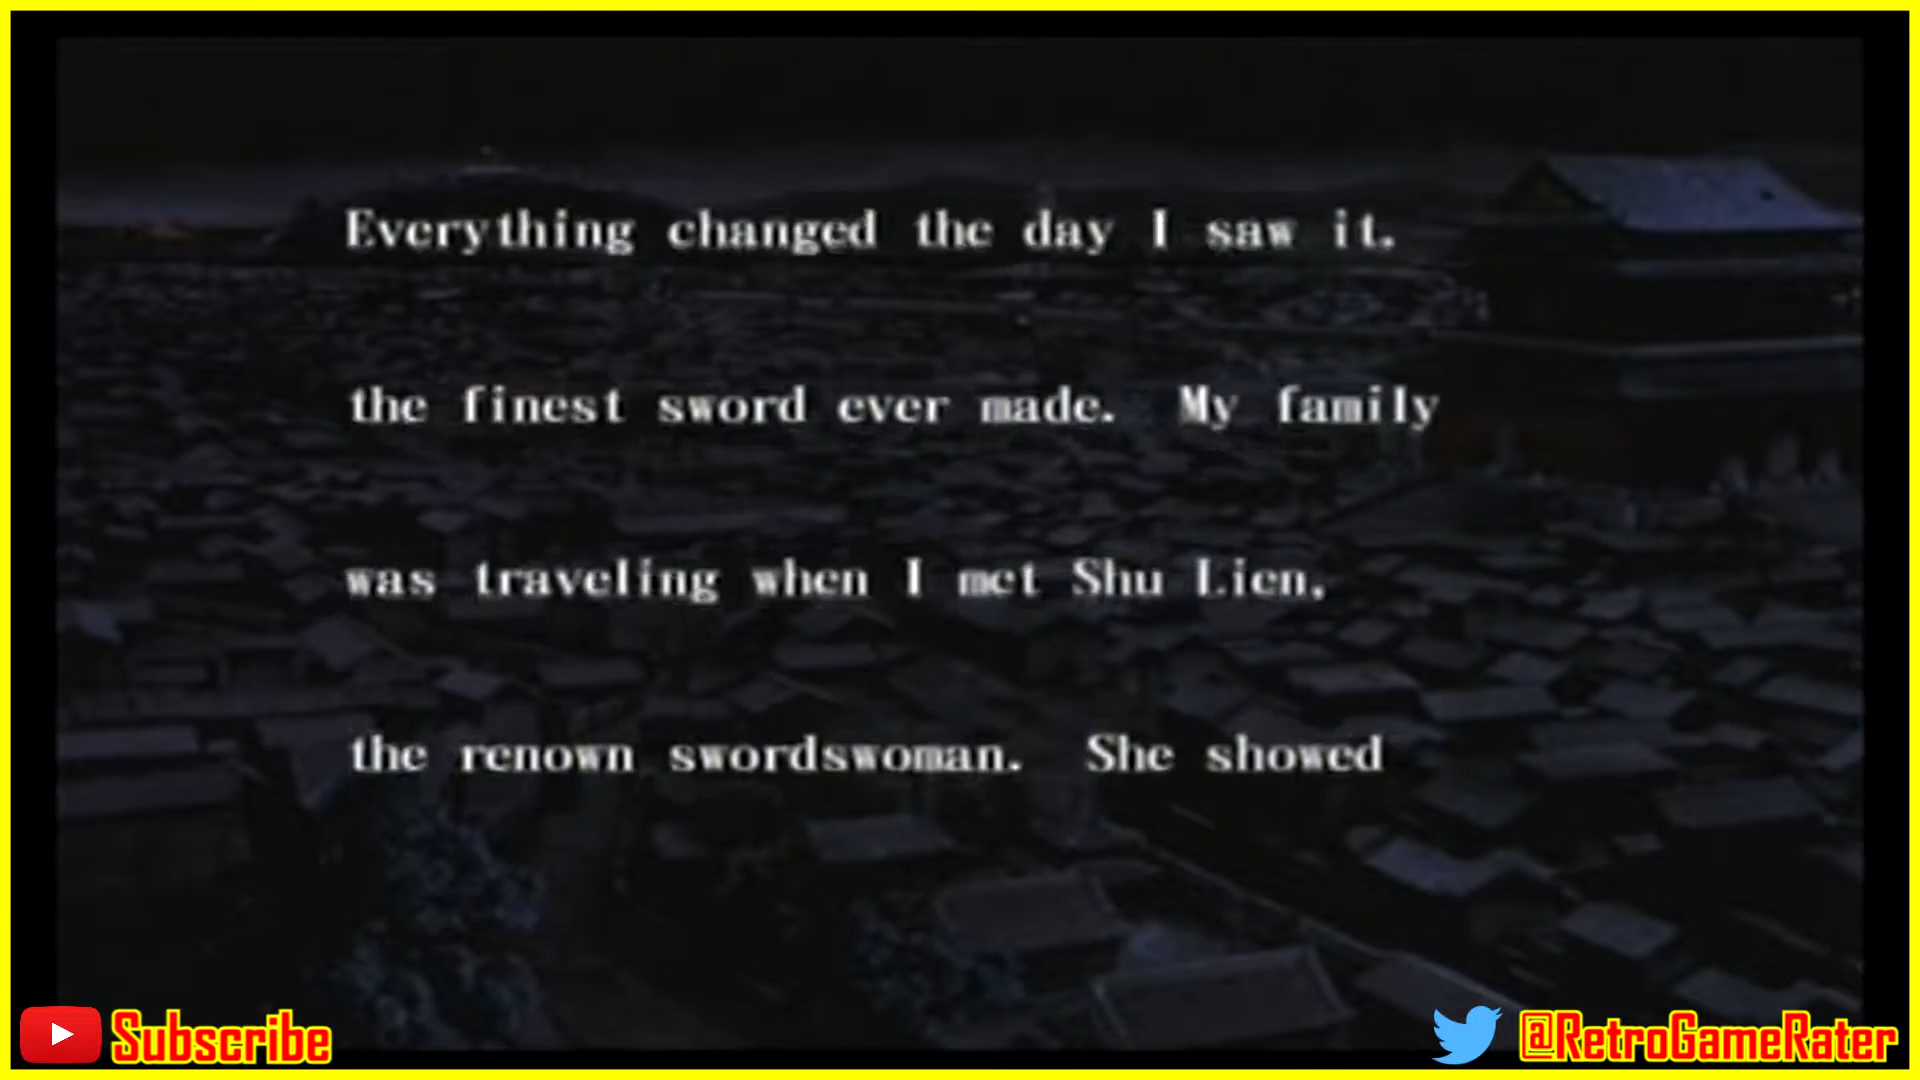 Everything changed the day I saw it.
the finest sword ever made. My family
was traveling when I met Shu Lien,
the renown swordswoman. She showed
Subscribe
@RetroGameRater